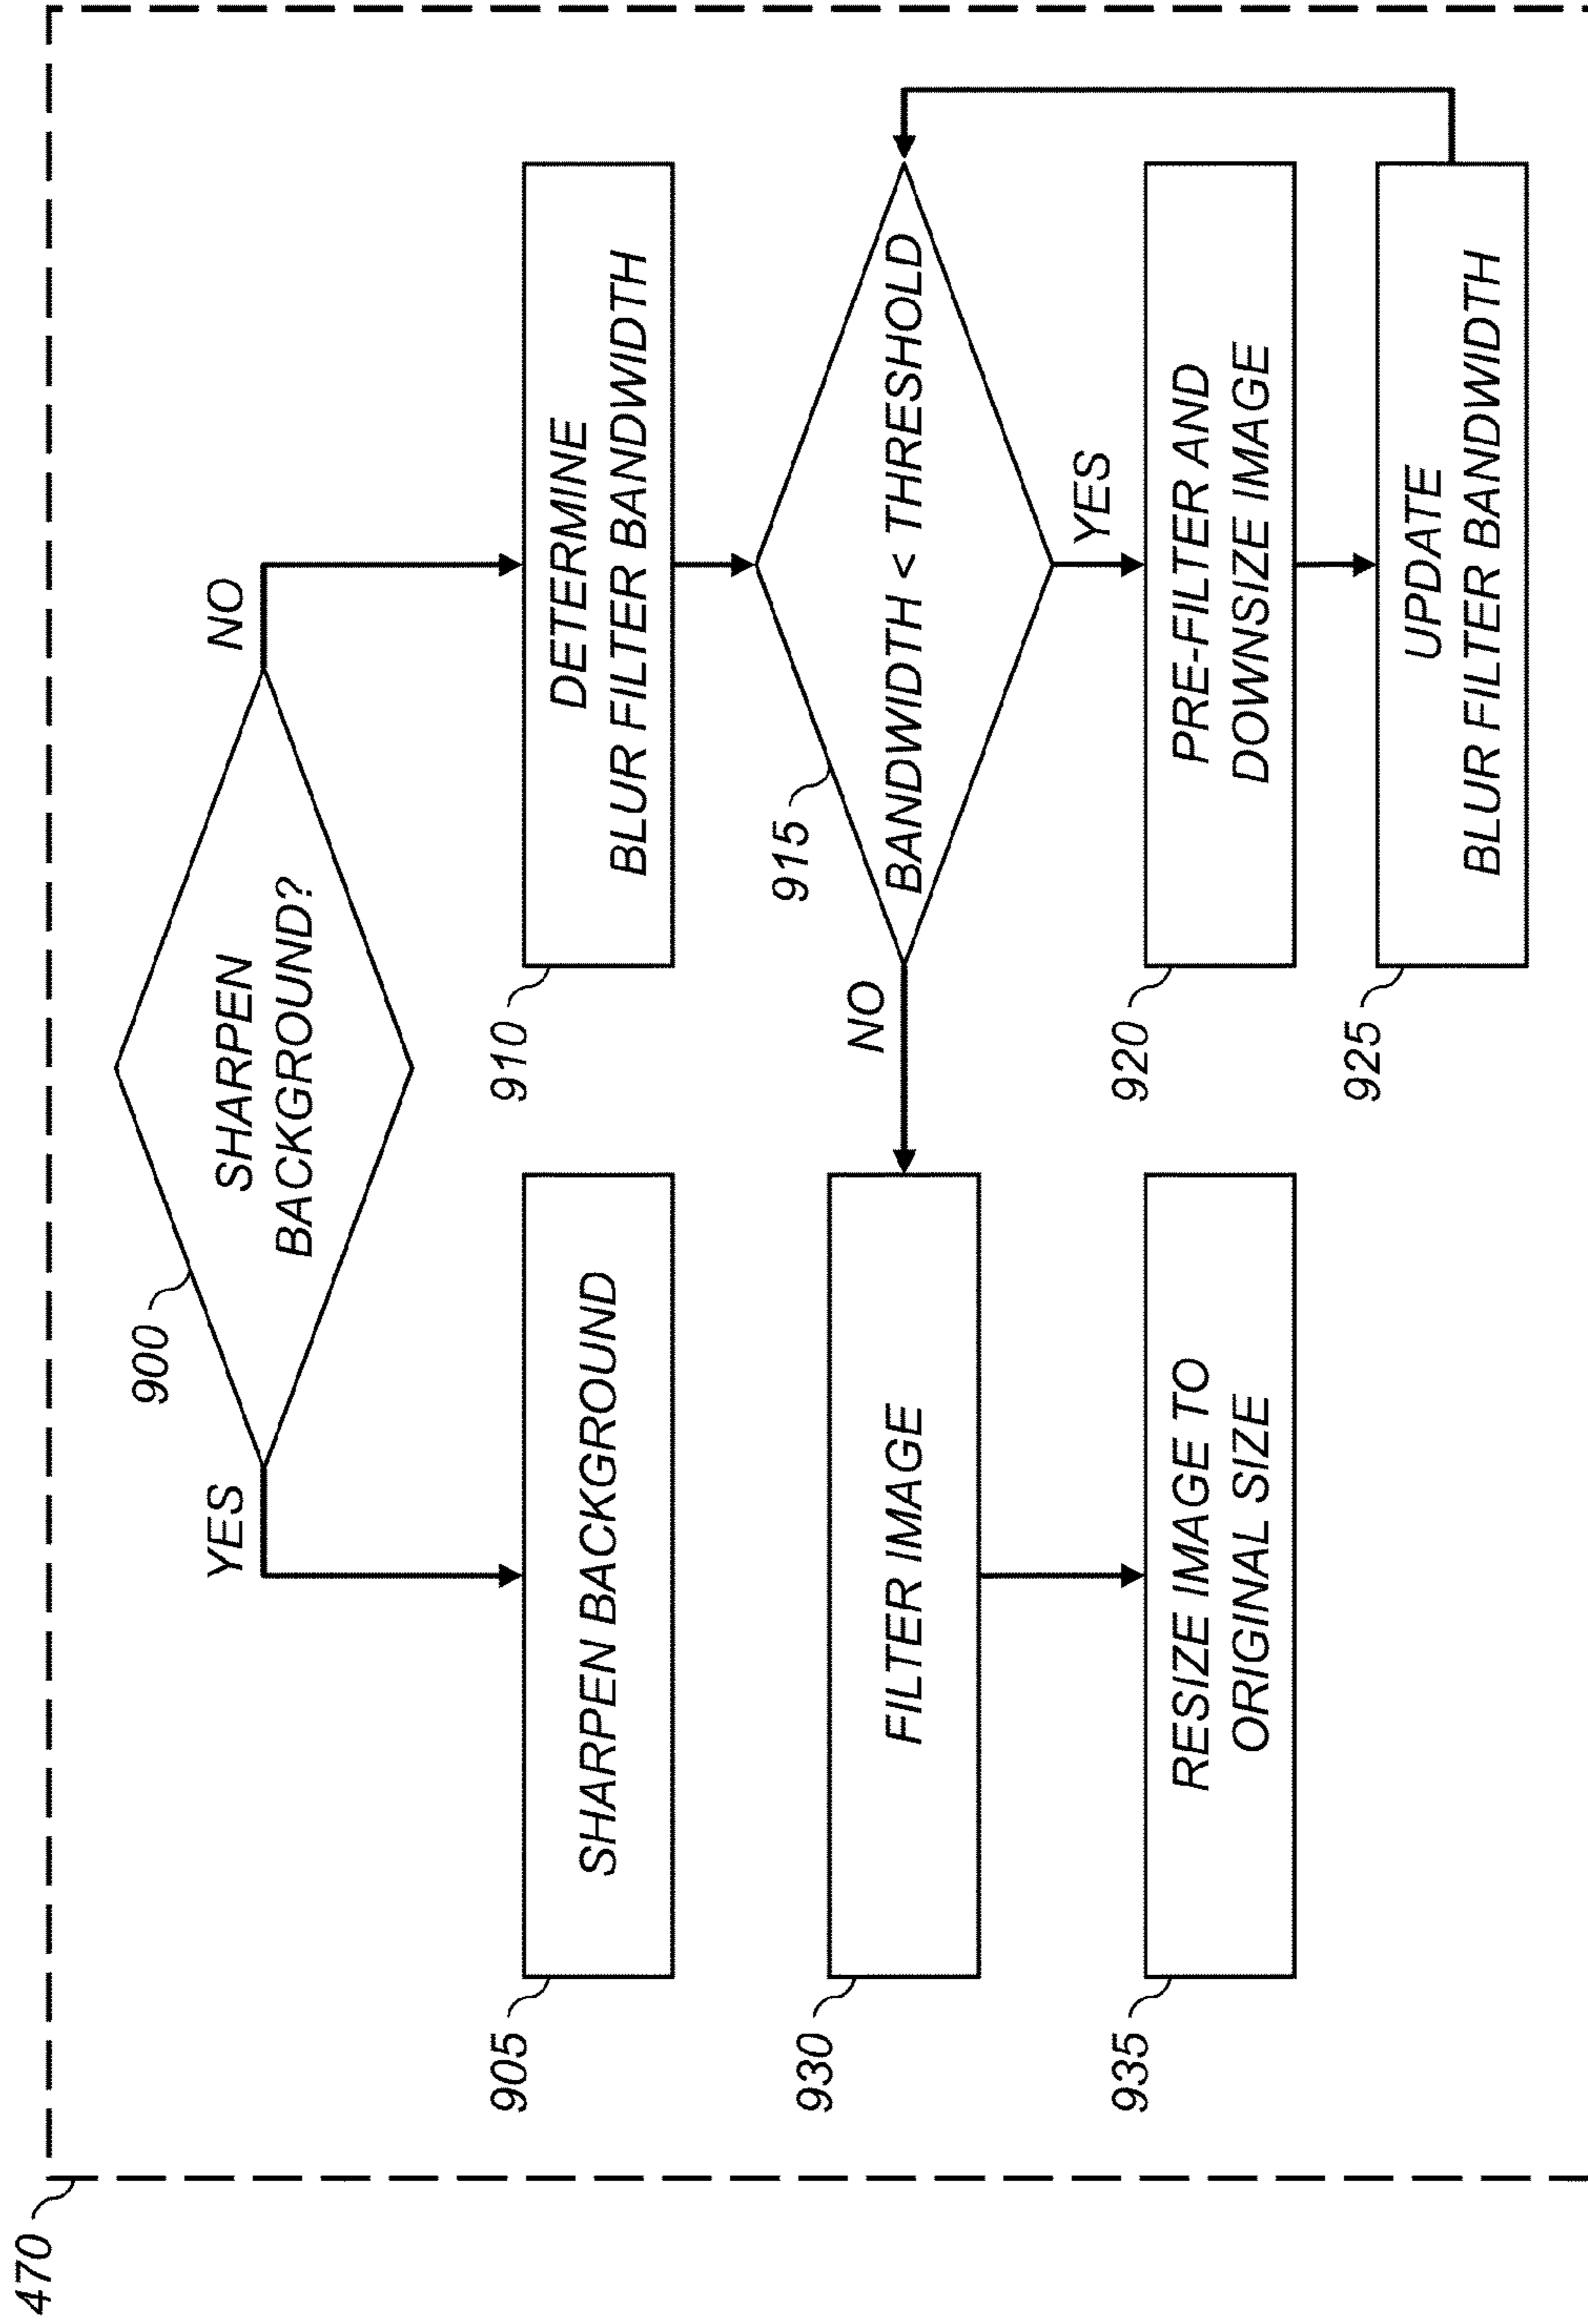 470
900
SHARPEN
BACKGROUND?
YES
NO
905
SHARPEN BACKGROUND
910
DETERMINE
BLUR FILTER BANDWIDTH
915
BANDWIDTH < THRESHOLD
NO
YES
930
FILTER IMAGE
920
PRE-FILTER AND
DOWNSIZE IMAGE
935
RESIZE IMAGE TO
ORIGINAL SIZE
925
UPDATE
BLUR FILTER BANDWIDTH